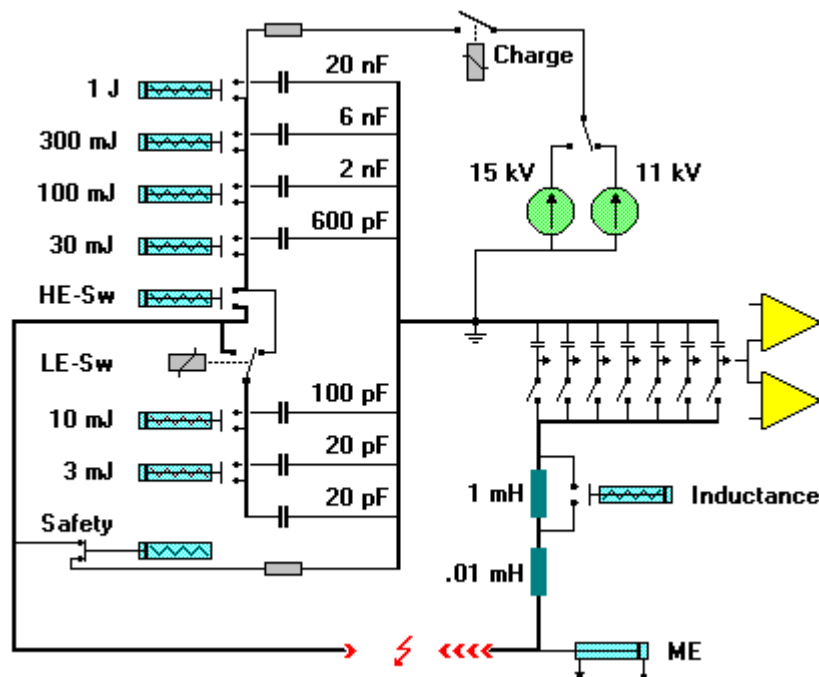 20 nF
Charge
1 J
6 nF
300 mJ
2 nF
15 kV
11 kV
100 mJ
600 pF
30 mJ
HE-Sw
LE-Sw
100 pF
10 mJ
20 pF
3 mJ
1 mH
Inductance
20 pF
Safety
.01 mH
ME